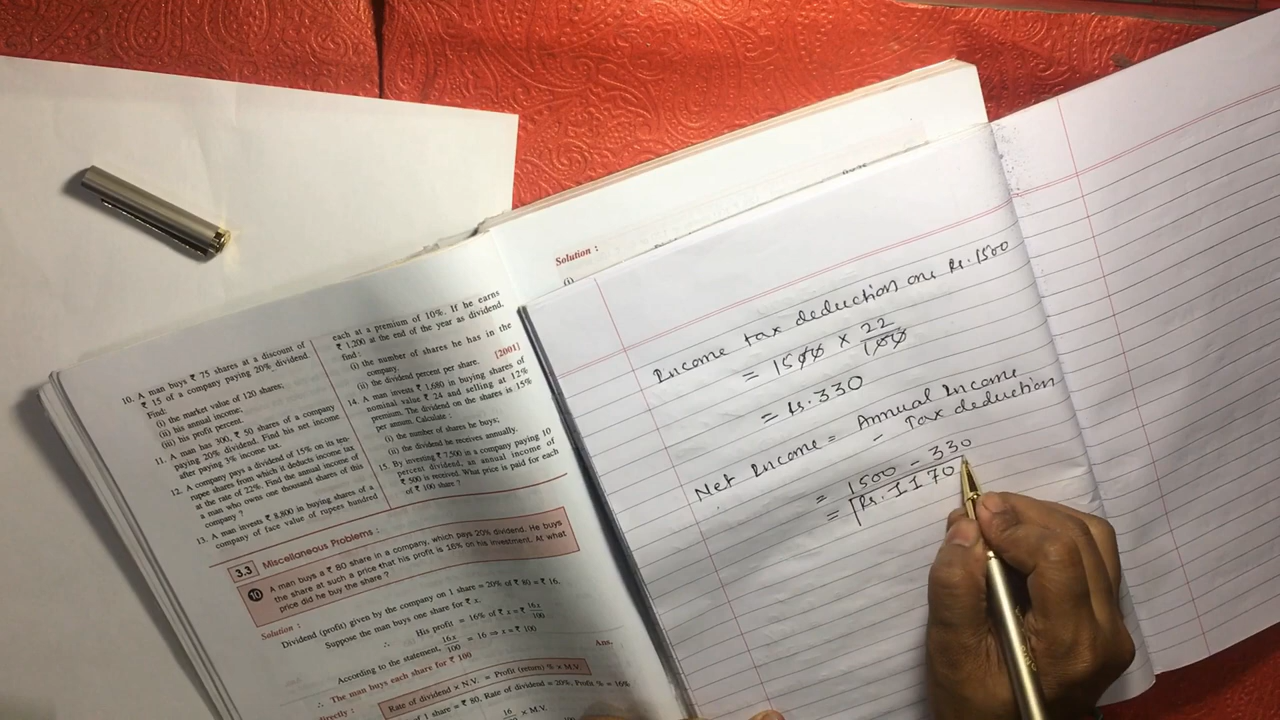 10. A man buys ₹ 75 shares at a discount of
₹ 15 of a company paying 20% dividend.
Find:
(i) the market value of 120 shares;
(ii) his annual income;
(iii) his profit percent.
11. A man has 300, ₹ 50 shares of a company
paying 20% dividend. Find his net income
after paying 3% income tax.
12. A company pays a dividend of 15% on its ten-
rupee shares from which it deducts income tax
at the rate of 22%. Find the annual income of
a man who owns one thousand shares of this
company ?
13. A man invests ₹ 8,800 in buying shares of a
company of face value of rupees hundred
each at a premium of 10%. If he earns
₹ 1,200 at the end of the year as dividend,
find :
(i) the number of shares he has in the
company.
(ii) the dividend percent per share. [2001]
14. A man invests ₹ 1,680 in buying shares of
nominal value ₹ 24 and selling at 12%
premium. The dividend on the shares is 15%
per annum. Calculate :
(i) the number of shares he buys;
(ii) the dividend he receives annually.
15. By investing ₹ 7,500 in a company paying 10
percent dividend, an annual income of
₹ 500 is received. What price is paid for each
of ₹ 100 share ?
3.3 Miscellaneous Problems :
10 A man buys a ₹ 80 share in a company, which pays 20% dividend. He buys
the share at such a price that his profit is 16% on his investment. At what
price did he buy the share ?
Solution :
Dividend (profit) given by the company on 1 share = 20% of ₹ 80 = ₹ 16.
Suppose the man buys one share for ₹ x.
∴ His profit = 16% of ₹ x = ₹ 16x/100
According to the statement, 16x/100 = 16 ⇒ x = ₹ 100
∴ The man buys each share for ₹ 100 Ans.
Rate of dividend × N.V. = Profit (return) % × M.V.
directly :
of 1 share = ₹ 80, Rate of dividend = 20%, Profit % = 16%
16 × M.V.
Solution :
(i)
Income tax deduction one Rs. 1500
= 1500 × 22/100
= Rs. 330
Net Income = Annual Income
- Tax deduction
= 1500 - 330
= Rs. 1170